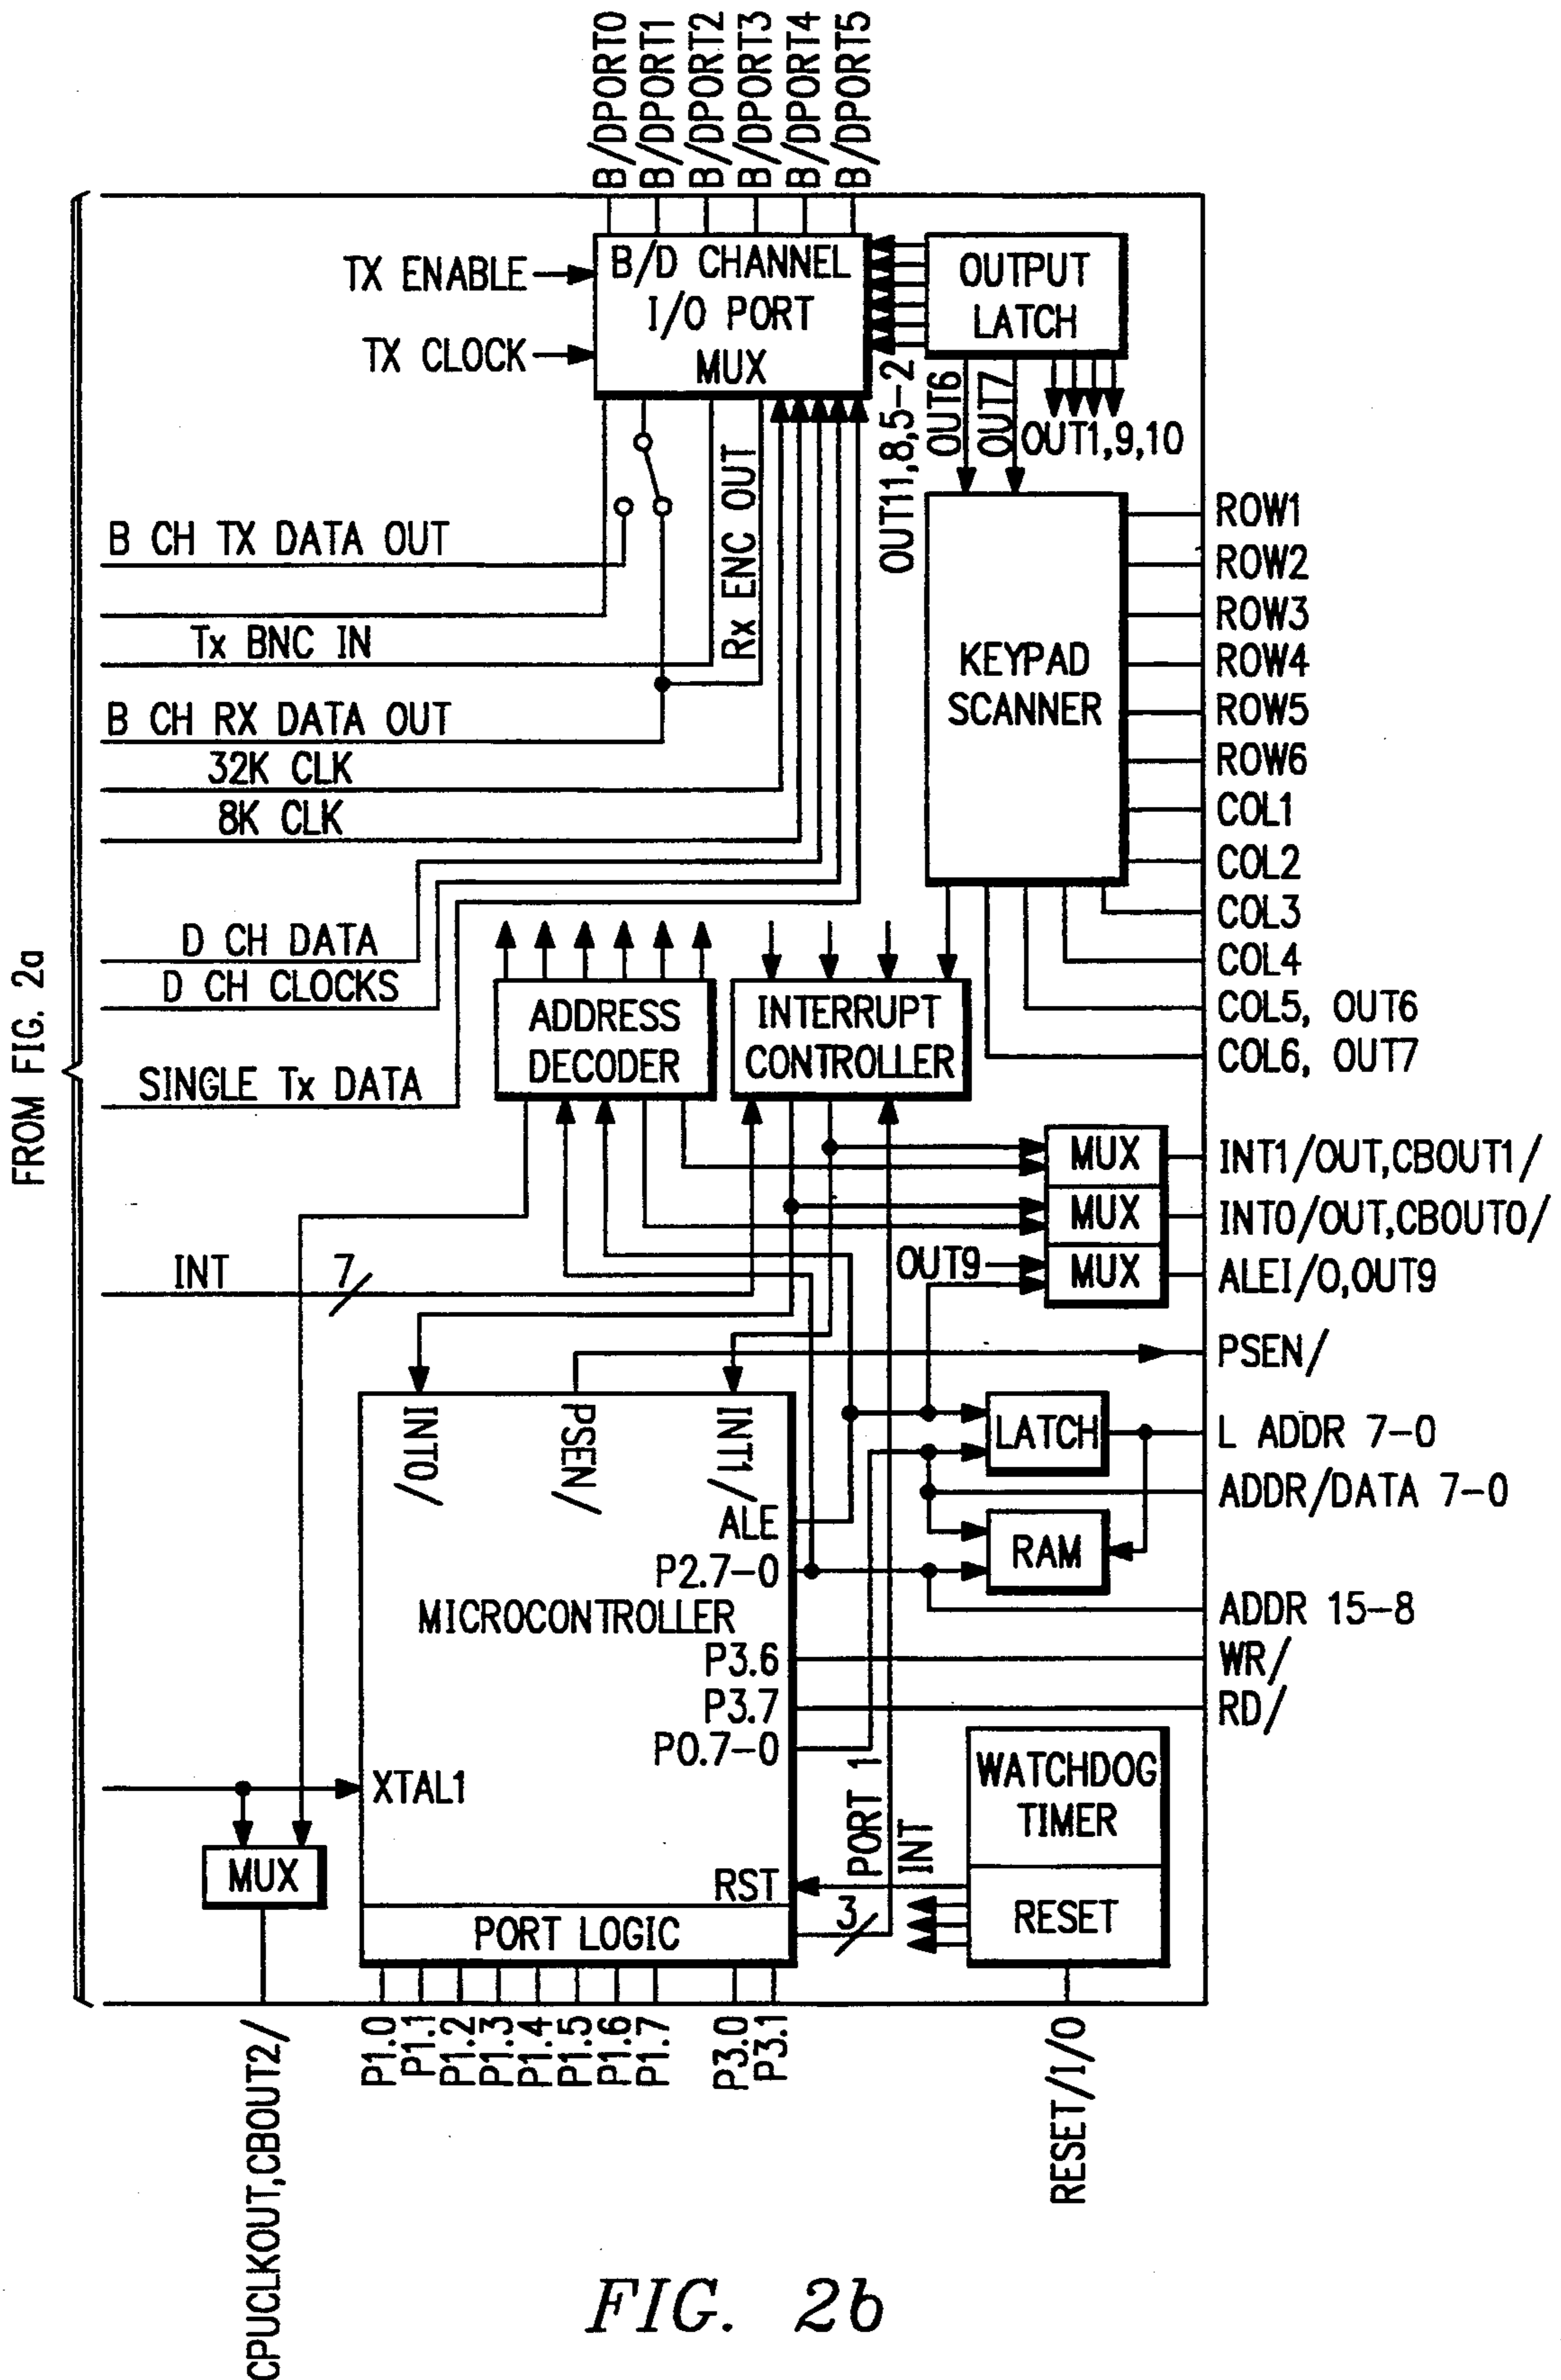 B/DPORT0
B/DPORT1
B/DPORT2
B/DPORT3
B/DPORT4
B/DPORT5
TX ENABLE
TX CLOCK
B/D CHANNEL
I/O PORT
MUX
OUTPUT
LATCH
OUT11,8,5-2
OUT6
OUT7
OUT1,9,10
B CH TX DATA OUT
Tx BNC IN
Rx ENC OUT
B CH RX DATA OUT
32K CLK
8K CLK
D CH DATA
D CH CLOCKS
SINGLE Tx DATA
FROM FIG. 2a
KEYPAD
SCANNER
ROW1
ROW2
ROW3
ROW4
ROW5
ROW6
COL1
COL2
COL3
COL4
COL5, OUT6
COL6, OUT7
ADDRESS
DECODER
INTERRUPT
CONTROLLER
MUX
INT1/OUT,CBOUT1/
MUX
INT0/OUT,CBOUT0/
OUT9
MUX
ALEI/O,OUT9
INT
7
PSEN/
INT0/
PSEN/
INT1/
LATCH
L ADDR 7-0
ADDR/DATA 7-0
ALE
RAM
P2.7-0
MICROCONTROLLER
ADDR 15-8
P3.6
WR/
P3.7
RD/
P0.7-0
XTAL1
MUX
PORT 1
INT
WATCHDOG
TIMER
RST
RESET
PORT LOGIC
3
CPUCLKOUT,CBOUT2/
P1.0
P1.1
P1.2
P1.3
P1.4
P1.5
P1.6
P1.7
P3.0
P3.1
RESET/I/O
FIG. 2b